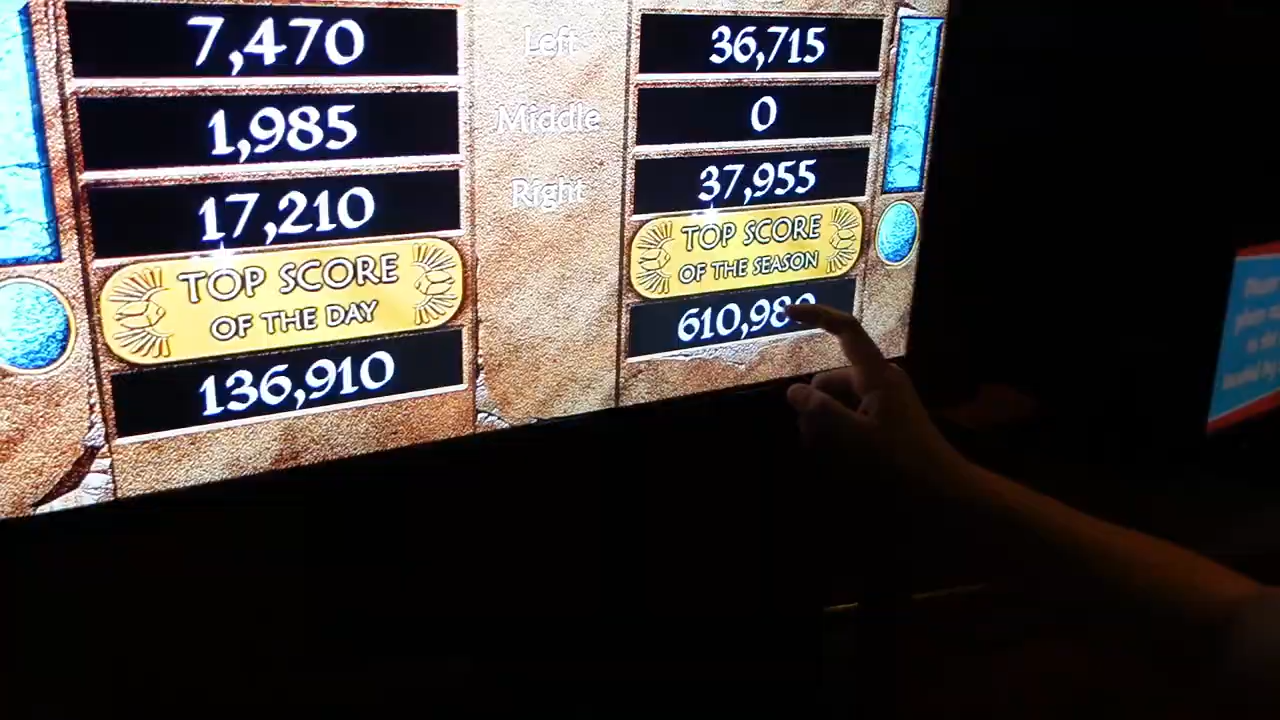 7,470 Left 36,715
1,985 Middle 0
17,210 Right 37,955
TOP SCORE
OF THE DAY
136,910
TOP SCORE
OF THE SEASON